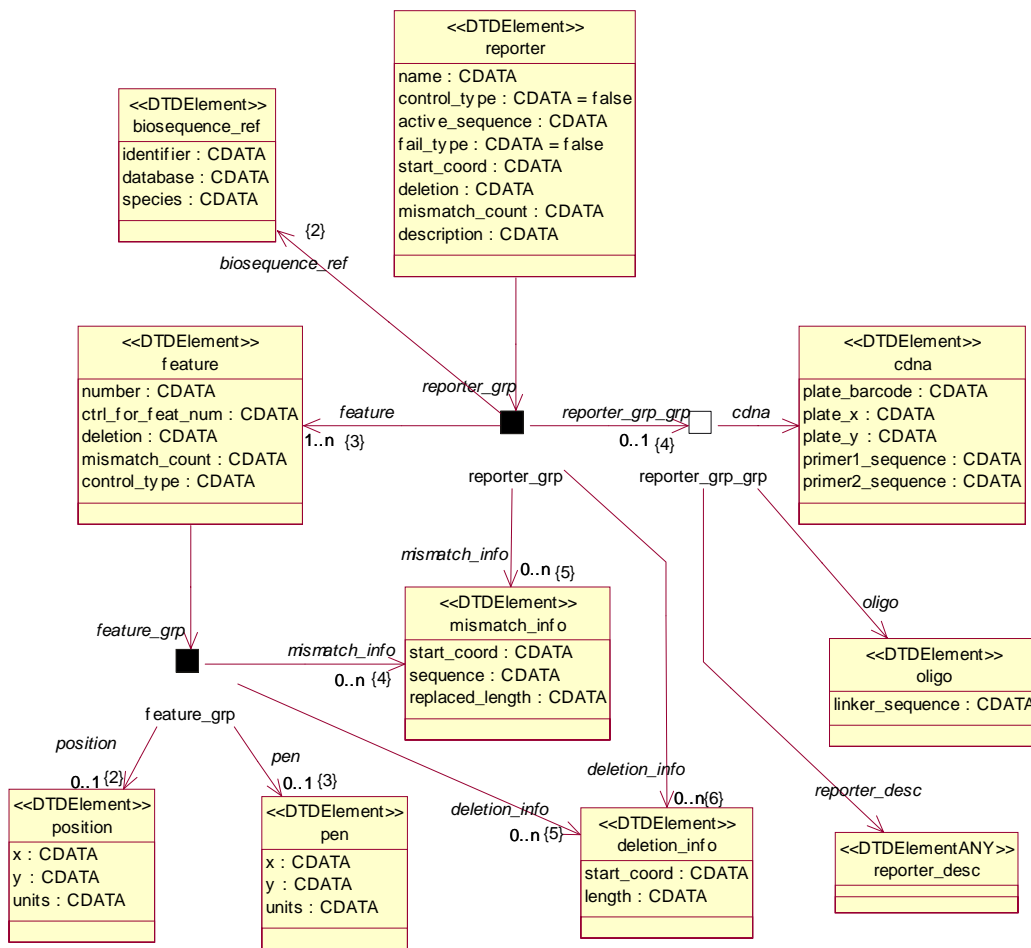 <<DTDElement>>
reporter
name : CDATA
control_type : CDATA = false
active_sequence : CDATA
fail_type : CDATA = false
start_coord : CDATA
deletion : CDATA
mismatch_count : CDATA
description : CDATA
<<DTDElement>>
biosequence_ref
identifier : CDATA
database : CDATA
species : CDATA
{2}
biosequence_ref
<<DTDElement>>
feature
number : CDATA
ctrl_for_feat_num : CDATA
deletion : CDATA
mismatch_count : CDATA
control_type : CDATA
reporter_grp
feature
1..n {3}
reporter_grp_grp
0..1 {4}
cdna
<<DTDElement>>
cdna
plate_barcode : CDATA
plate_x : CDATA
plate_y : CDATA
primer1_sequence : CDATA
primer2_sequence : CDATA
reporter_grp
reporter_grp_grp
mismatch_info
0..n {5}
<<DTDElement>>
mismatch_info
start_coord : CDATA
sequence : CDATA
replaced_length : CDATA
oligo
<<DTDElement>>
oligo
linker_sequence : CDATA
feature_grp
mismatch_info
0..n {4}
feature_grp
position
0..1 {2}
pen
0..1 {3}
deletion_info
0..n {5}
deletion_info
0..n {6}
reporter_desc
<<DTDElement>>
position
x : CDATA
y : CDATA
units : CDATA
<<DTDElement>>
pen
x : CDATA
y : CDATA
units : CDATA
<<DTDElement>>
deletion_info
start_coord : CDATA
length : CDATA
<<DTDElementANY>>
reporter_desc